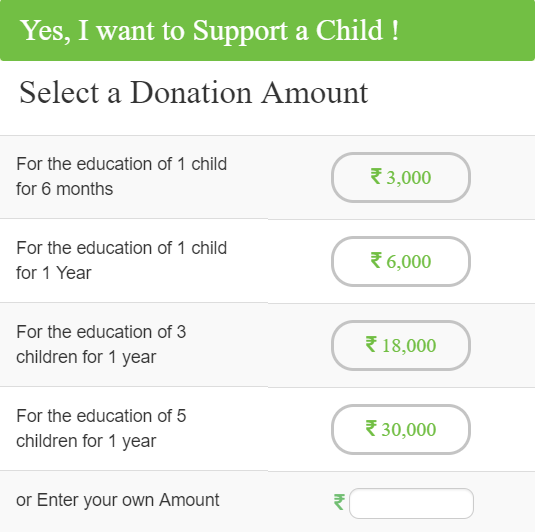 Yes, I want to Support a Child !
Select a Donation Amount
For the education of 1 child
for 6 months
₹ 3,000
For the education of 1 child
for 1 Year
₹ 6,000
For the education of 3
children for 1 year
₹ 18,000
For the education of 5
children for 1 year
₹ 30,000
or Enter your own Amount
₹